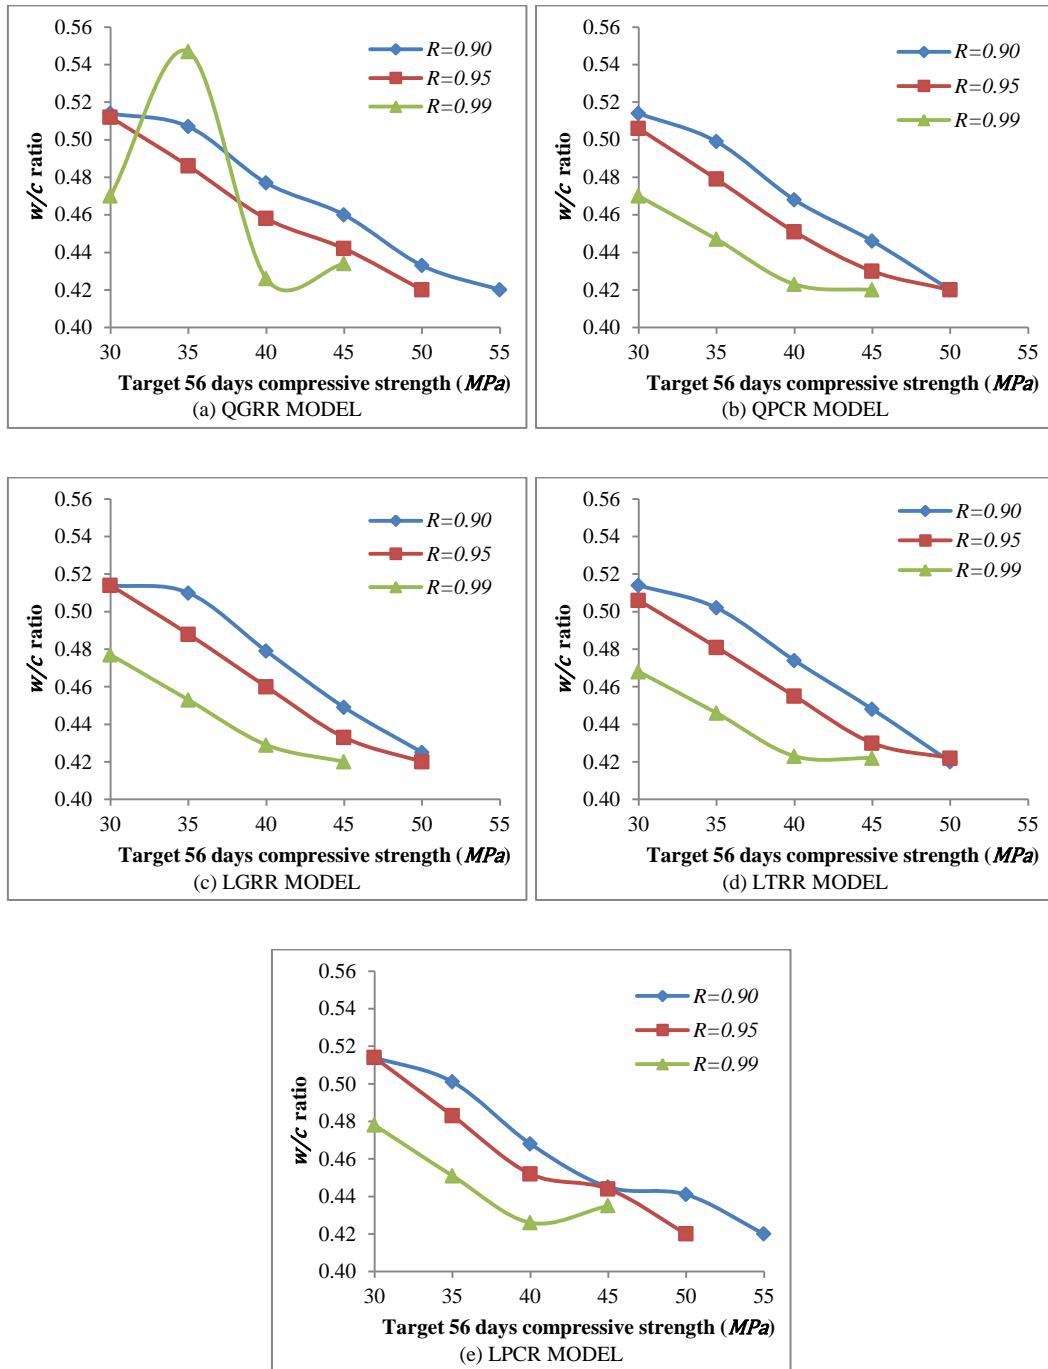 0.56
0.54
0.52
0.50
0.48
0.46
0.44
0.42
0.40
w/c ratio
R=0.90
R=0.95
R=0.99
30 35 40 45 50 55
Target 56 days compressive strength (MPa)
(a) QGRR MODEL
0.56
0.54
0.52
0.50
0.48
0.46
0.44
0.42
0.40
w/c ratio
R=0.90
R=0.95
R=0.99
30 35 40 45 50 55
Target 56 days compressive strength (MPa)
(b) QPCR MODEL
0.56
0.54
0.52
0.50
0.48
0.46
0.44
0.42
0.40
w/c ratio
R=0.90
R=0.95
R=0.99
30 35 40 45 50 55
Target 56 days compressive strength (MPa)
(c) LGRR MODEL
0.56
0.54
0.52
0.50
0.48
0.46
0.44
0.42
0.40
w/c ratio
R=0.90
R=0.95
R=0.99
30 35 40 45 50 55
Target 56 days compressive strength (MPa)
(d) LTRR MODEL
0.56
0.54
0.52
0.50
0.48
0.46
0.44
0.42
0.40
w/c ratio
R=0.90
R=0.95
R=0.99
30 35 40 45 50 55
Target 56 days compressive strength (MPa)
(e) LPCR MODEL